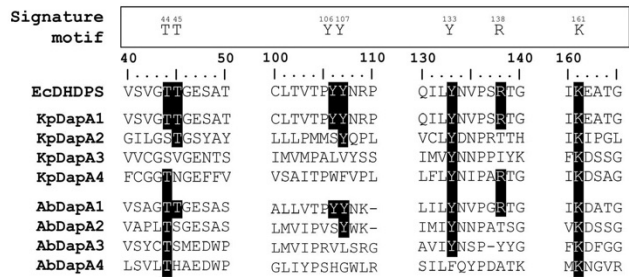 Signature motif 44 45 TT 106 107 YY 133 Y 138 R 161 K
40 50 100 110 130 140 160
EcDHDPS VSVGTTGESAT CLTVTPYYNRP QILYNVPSRTG IKEATG
KpDapA1 VSVGTTGESAT CLTVTPYYNRP QILYNVPSRTG IKEATG
KpDapA2 GILGSTGSYAY LLLPMMSYQPL VCLYDNPRTTH IKIPGL
KpDapA3 VVCGSVGENTS IMVMPALVYSS IMVYNNPPIYK FKDSSG
KpDapA4 FCGGTNGEFFV VSAITPWFVPL LFLYNIPARTG IKDSAG
AbDapA1 VSAGTTGESAS ALLVTPYYNK- LILYNVPGRTG IKDATG
AbDapA2 VAPLTSGESAL LMVIPVSYWK- IMIYNNPATSG VKDSSG
AbDapA3 VSYCTSMEDWP LMVIPRVLSRG AVIYNSP-YYG FKDFGG
AbDapA4 LSVLTHAEDWP GLIYPSHGWLR SILFQYPDATK MKNGVR